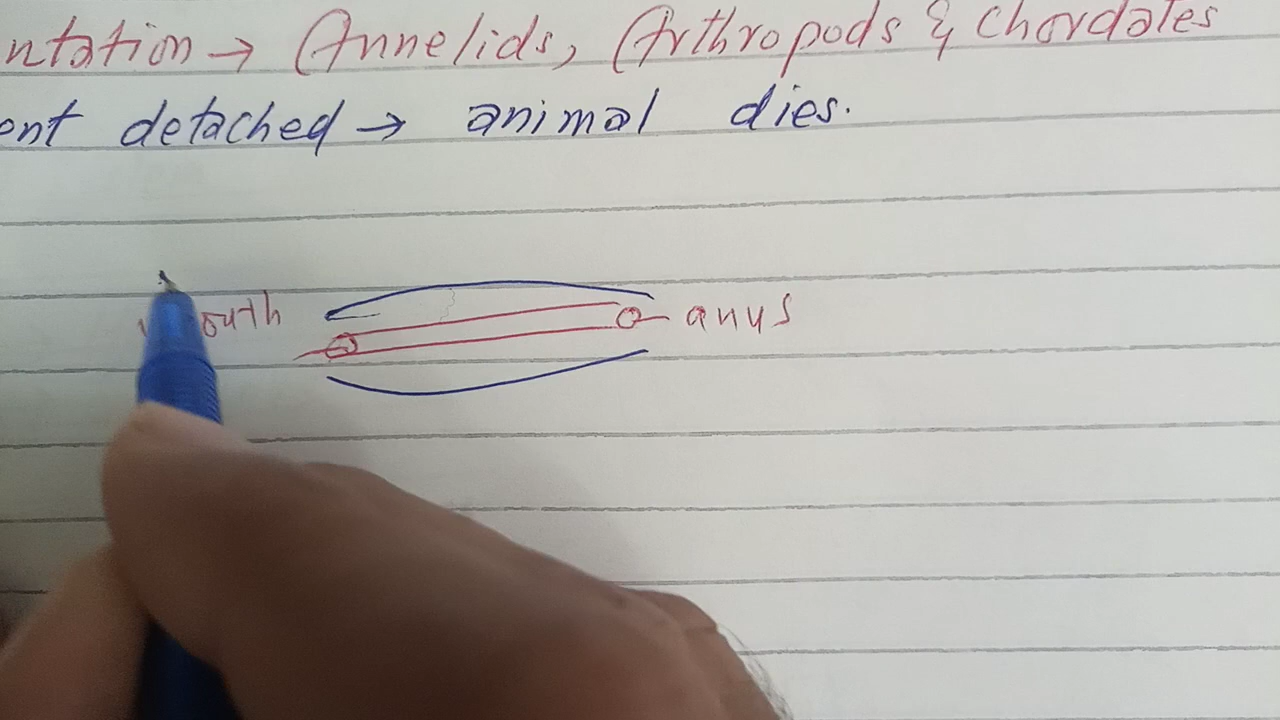 ntation → Annelids, Arthropods & Chordates
ent detached → animal dies.
outh anus